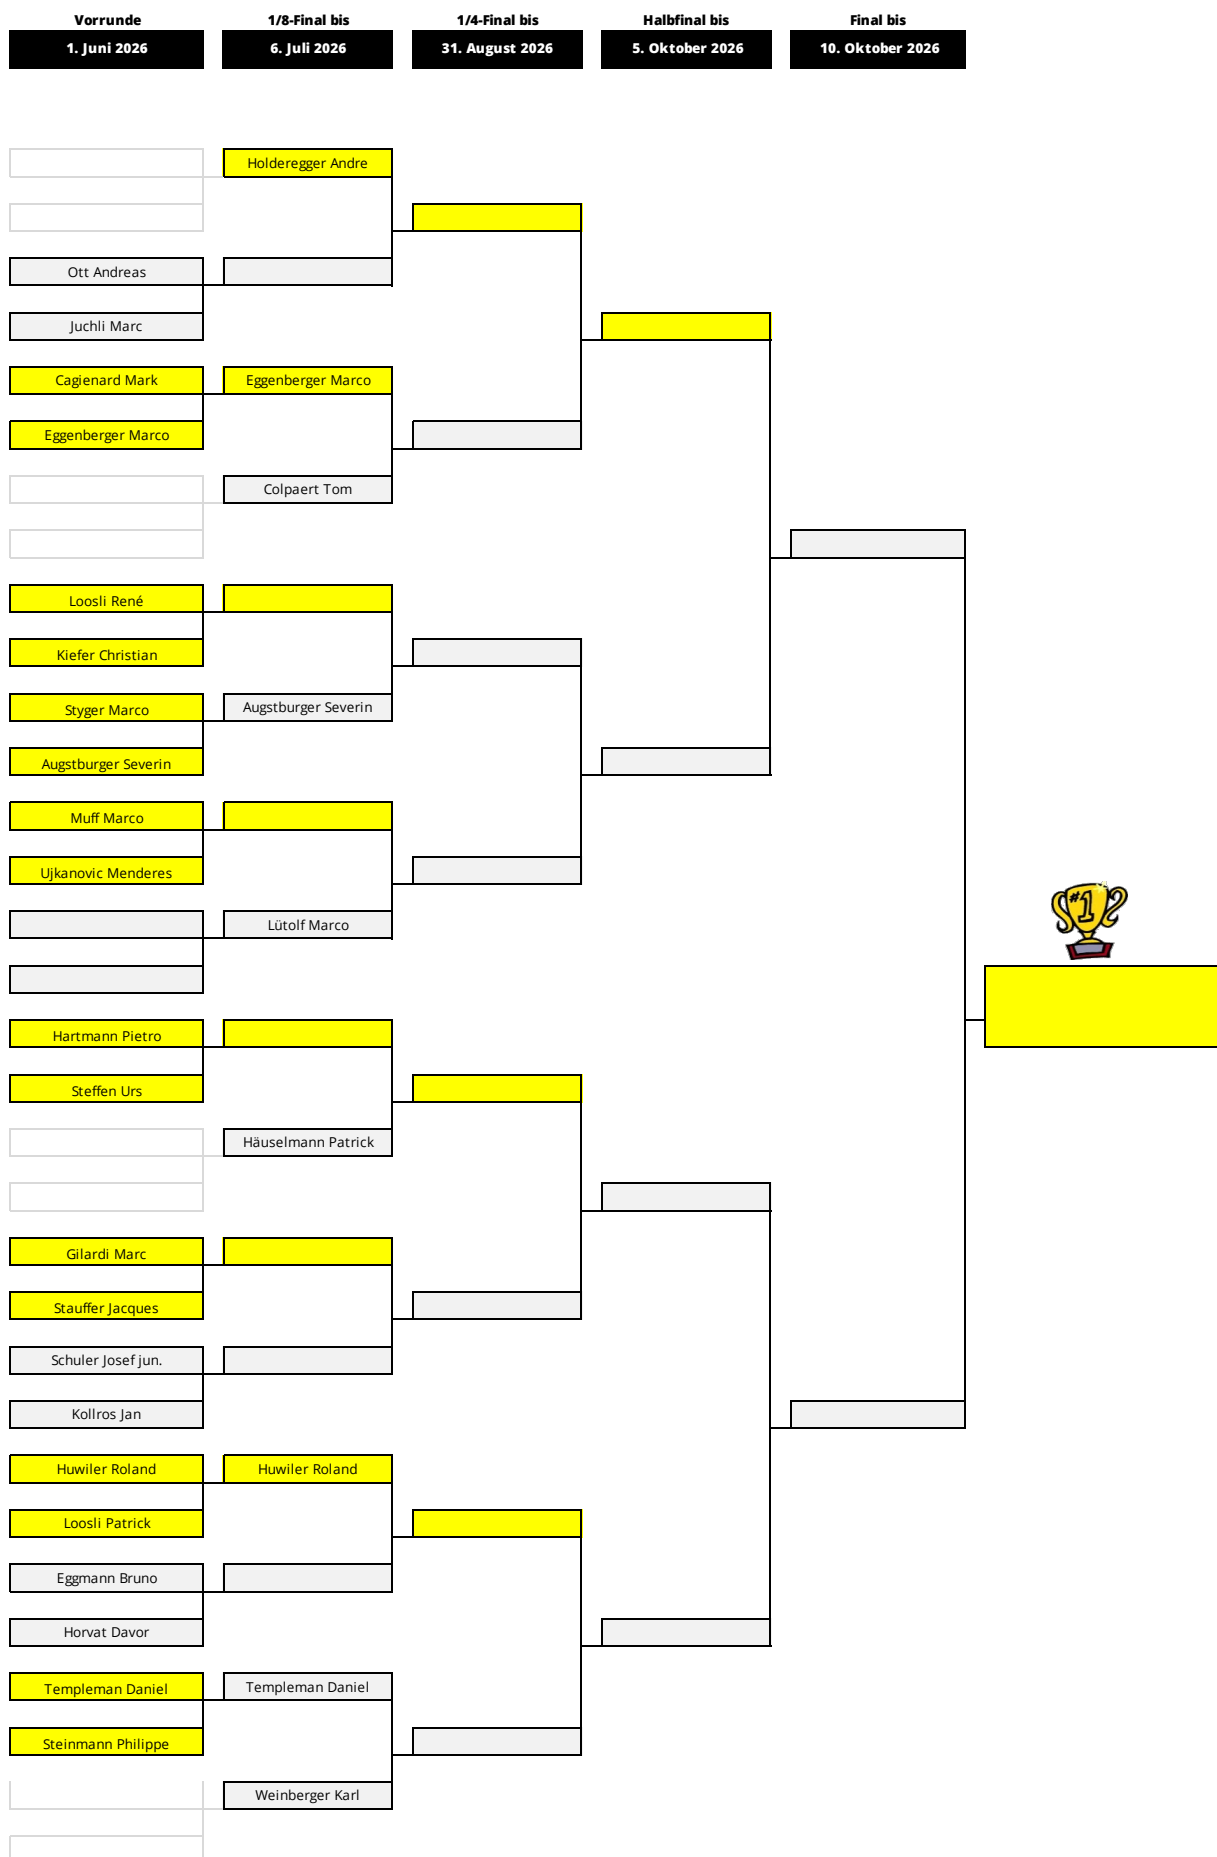 Vorrunde 1/8-Final bis 1/4-Final bis Halbfinal bis Final bis
1. Juni 2026 6. Juli 2026 31. August 2026 5. Oktober 2026 10. Oktober 2026
Holderegger Andre
Ott Andreas
Juchli Marc
Cagienard Mark Eggenberger Marco
Eggenberger Marco
Colpaert Tom
Loosli René
Kiefer Christian
Styger Marco Augstburger Severin
Augstburger Severin
Muff Marco
Ujkanovic Menderes
#1
Lütolf Marco
Hartmann Pietro
Steffen Urs
Häuselmann Patrick
Gilardi Marc
Stauffer Jacques
Schuler Josef jun.
Kollros Jan
Huwiler Roland Huwiler Roland
Loosli Patrick
Eggmann Bruno
Horvat Davor
Templeman Daniel Templeman Daniel
Steinmann Philippe
Weinberger Karl